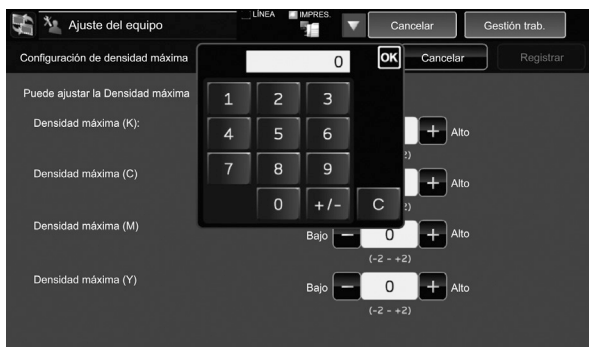 Ajuste del equipo
LÍNEA
IMPRES.
Cancelar
Gestión trab.
Configuración de densidad máxima
0
OK
Cancelar
Registrar
Puede ajustar la Densidad máxima
1 2 3
4 5 6
7 8 9
0 +/- C
Densidad máxima (K):
+ Alto
2)
Densidad máxima (C)
+ Alto
2)
Densidad máxima (M)
Bajo − 0 + Alto
(-2 - +2)
Densidad máxima (Y)
Bajo − 0 + Alto
(-2 - +2)